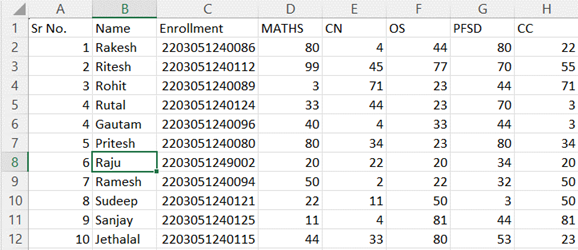 A B C D E F G H
1 Sr No. Name Enrollment MATHS CN OS PFSD CC
2 1 Rakesh 2203051240086 80 4 44 80 22
3 2 Ritesh 2203051240112 99 45 77 70 55
4 3 Rohit 2203051240089 3 71 23 44 71
5 4 Rutal 2203051240124 33 44 23 70 3
6 4 Gautam 2203051240096 40 4 33 44 3
7 5 Pritesh 2203051240080 80 34 23 80 34
8 6 Raju 2203051249002 20 22 20 34 20
9 7 Ramesh 2203051240094 50 2 22 32 50
10 8 Sudeep 2203051240121 22 11 50 3 50
11 9 Sanjay 2203051240125 11 4 81 44 81
12 10 Jethalal 2203051240115 44 33 80 53 23